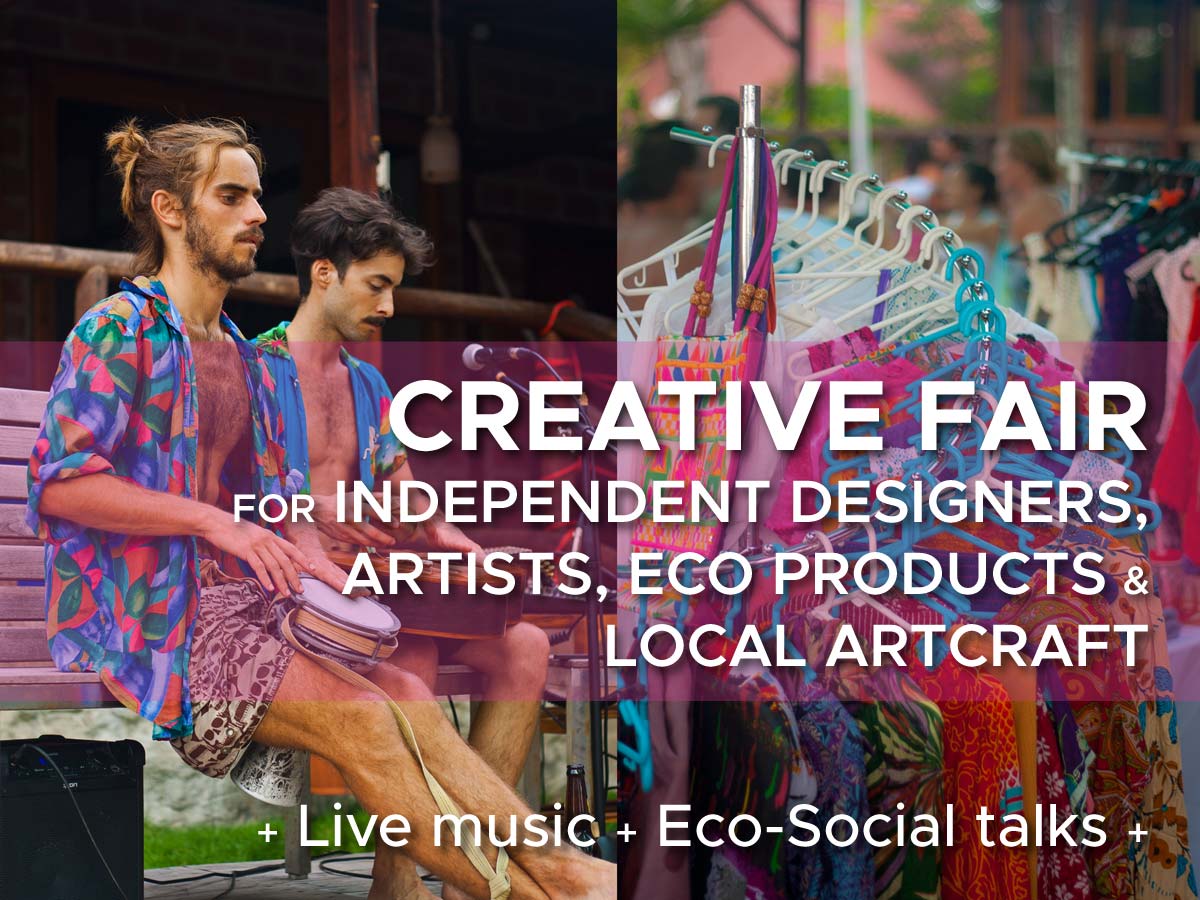 CREATIVE FAIR
FOR INDEPENDENT DESIGNERS,
ARTISTS, ECO PRODUCTS &
LOCAL ARTCRAFT
+ Live music + Eco-Social talks +